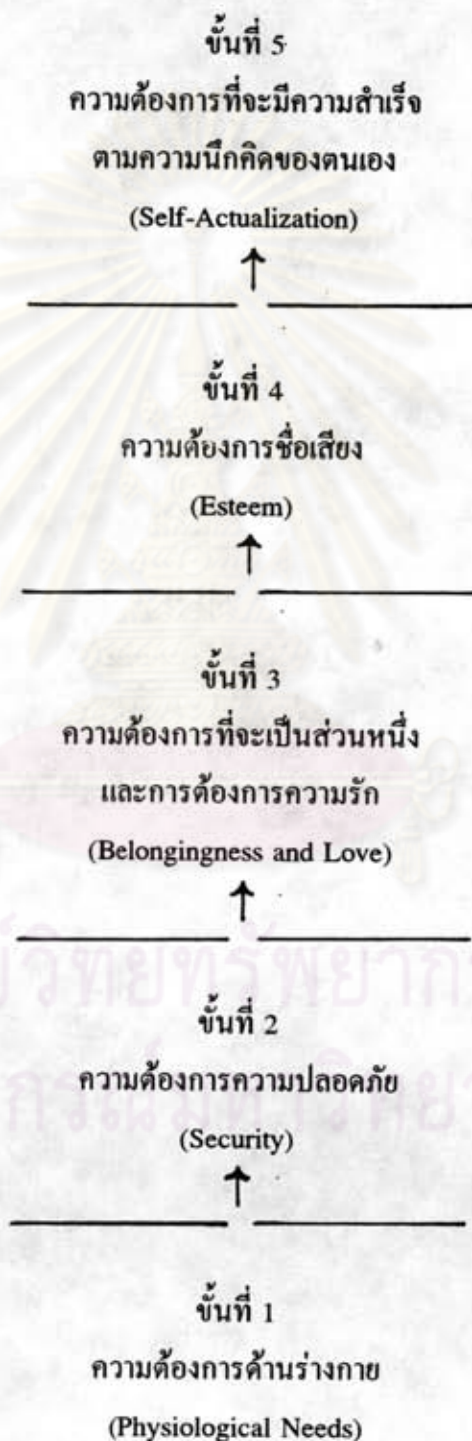 ขั้นที่ 5
ความต้องการที่จะมีความสำเร็จ
ตามความนึกคิดของตนเอง
(Self-Actualization)
ขั้นที่ 4
ความต้องการชื่อเสียง
(Esteem)
ขั้นที่ 3
ความต้องการที่จะเป็นส่วนหนึ่ง
และการต้องการความรัก
(Belongingness and Love)
ขั้นที่ 2
ความต้องการความปลอดภัย
(Security)
ขั้นที่ 1
ความต้องการด้านร่างกาย
(Physiological Needs)